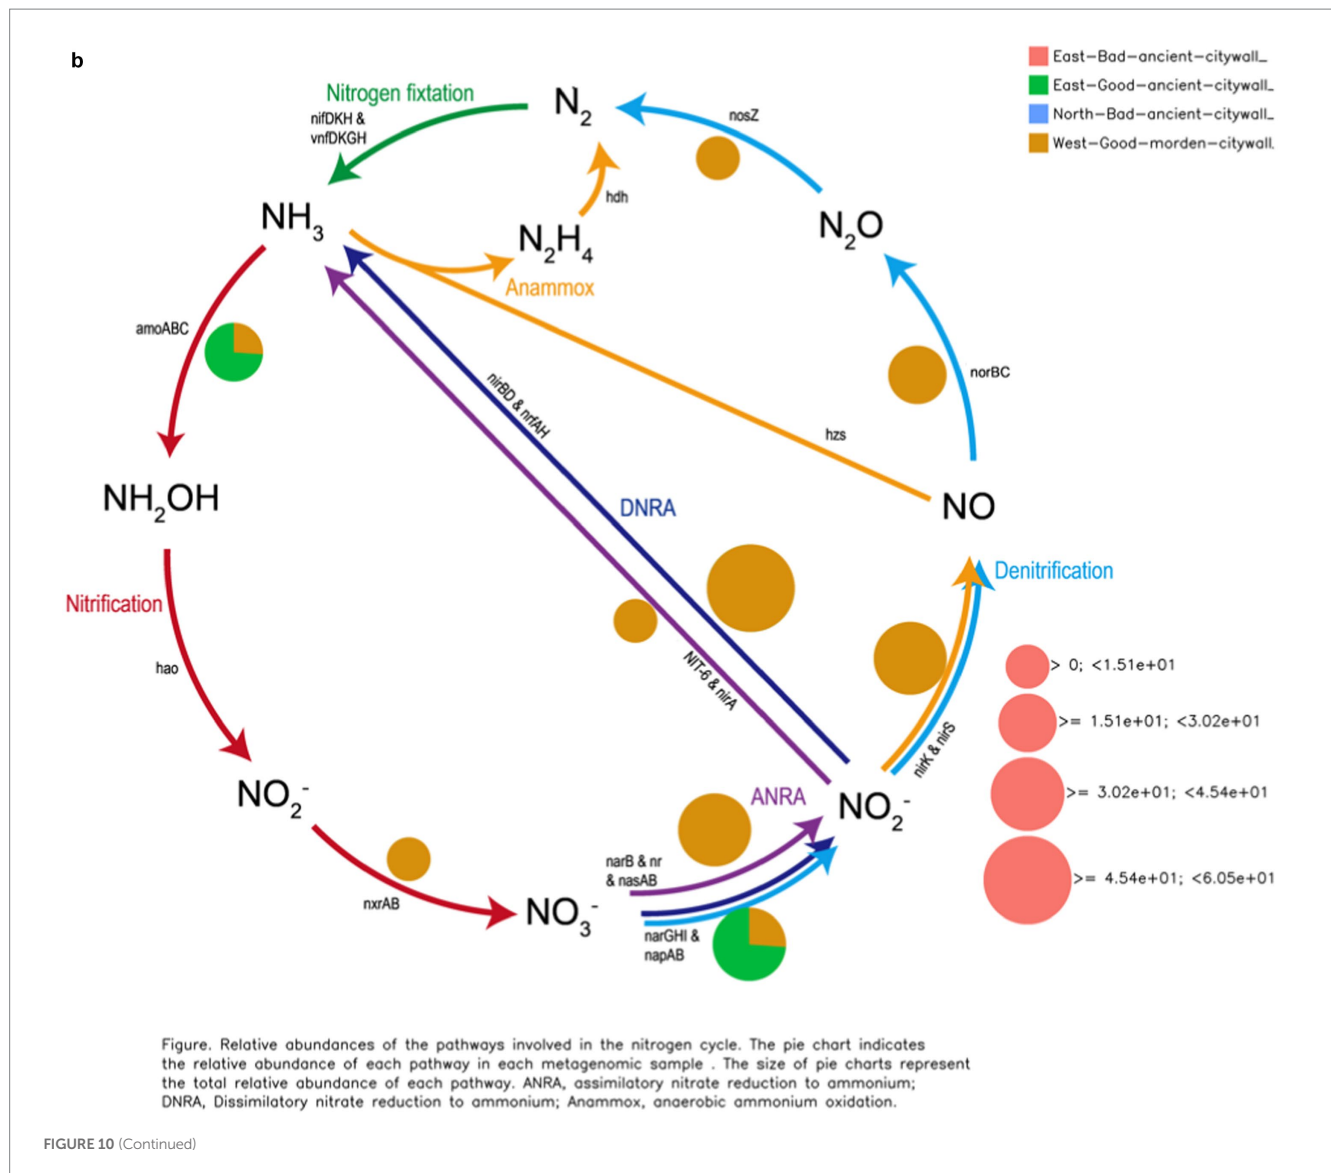 b
East-Bad-ancient-citywall_
East-Good-ancient-citywall_
North-Bad-ancient-citywall_
West-Good-morden-citywall.
Nitrogen fixtation
nifDKH &
vnfDKGH
N2
nosZ
hdh
NH3
N2H4
N2O
Anammox
amoABC
norBC
nirBD & nrfAH
hzs
NH2OH
NO
DNRA
Denitrification
Nitrification
hao
NIT-6 & nirA
> 0; <1.51e+01
>= 1.51e+01; <3.02e+01
>= 3.02e+01; <4.54e+01
>= 4.54e+01; <6.05e+01
nirK & nirS
NO2-
ANRA
NO2-
narB & nr
& nasAB
nxrAB
NO3-
narGHI &
napAB
Figure. Relative abundances of the pathways involved in the nitrogen cycle. The pie chart indicates
the relative abundance of each pathway in each metagenomic sample . The size of pie charts represent
the total relative abundance of each pathway. ANRA, assimilatory nitrate reduction to ammonium;
DNRA, Dissimilatory nitrate reduction to ammonium; Anammox, anaerobic ammonium oxidation.
FIGURE 10 (Continued)